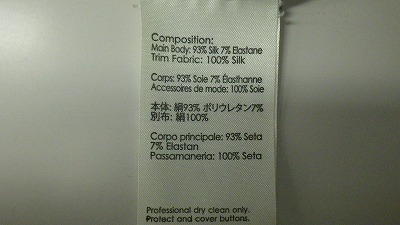 Composition:
Main Body: 93% Silk 7% Elastane
Trim Fabric: 100% Silk
Corps: 93% Soie 7% Élasthanne
Accessoires de mode: 100% Soie
本体: 絹93% ポリウレタン7%
別布: 絹100%
Corpo principale: 93% Seta
7% Elastan
Passamaneria: 100% Seta
Professional dry clean only.
Protect and cover buttons.